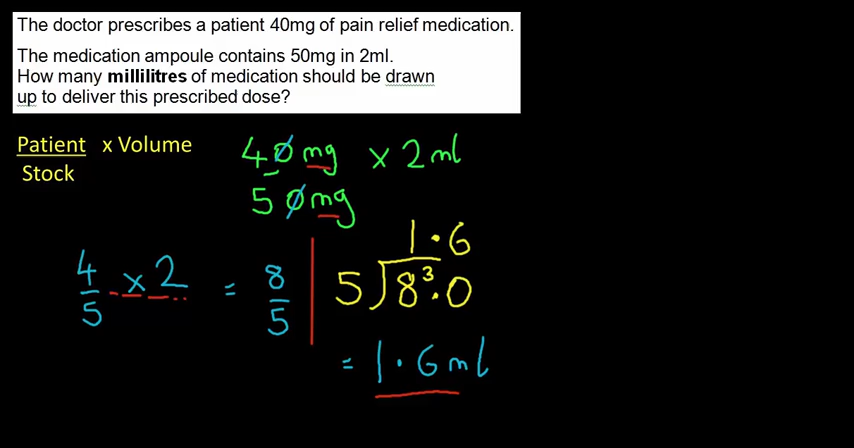 The doctor prescribes a patient 40mg of pain relief medication.
The medication ampoule contains 50mg in 2ml.
How many millilitres of medication should be drawn
up to deliver this prescribed dose?
Patient x Volume
Stock
40mg x 2ml
50mg
1.6
4/5 x 2 = 8/5
5)8³.0
= 1.6ml